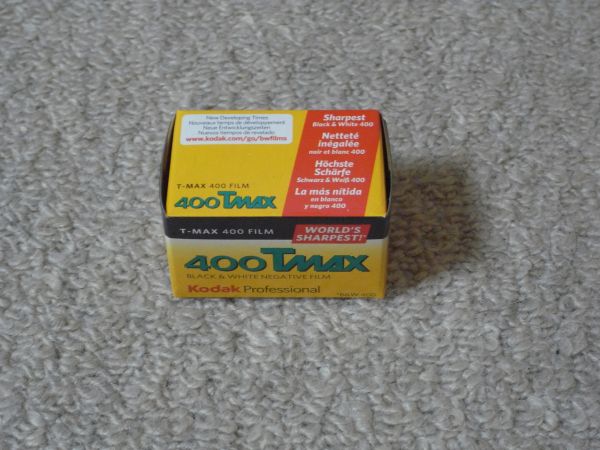 New Developing Times
Nouveaux temps de développement
Neue Entwicklungszeiten
Nuevos tiempos de revelado
www.kodak.com/go/bwfilms
Sharpest
Black & White 400
Netteté
inégalée
noir et blanc 400
Höchste
Schärfe
Schwarz & Weiß 400
La más nítida
en blanco
y negro 400
T-MAX 400 FILM
400TMAX
T-MAX 400 FILM
WORLD'S
SHARPEST!*
400TMAX
BLACK & WHITE NEGATIVE FILM
Kodak Professional
*B&W 400